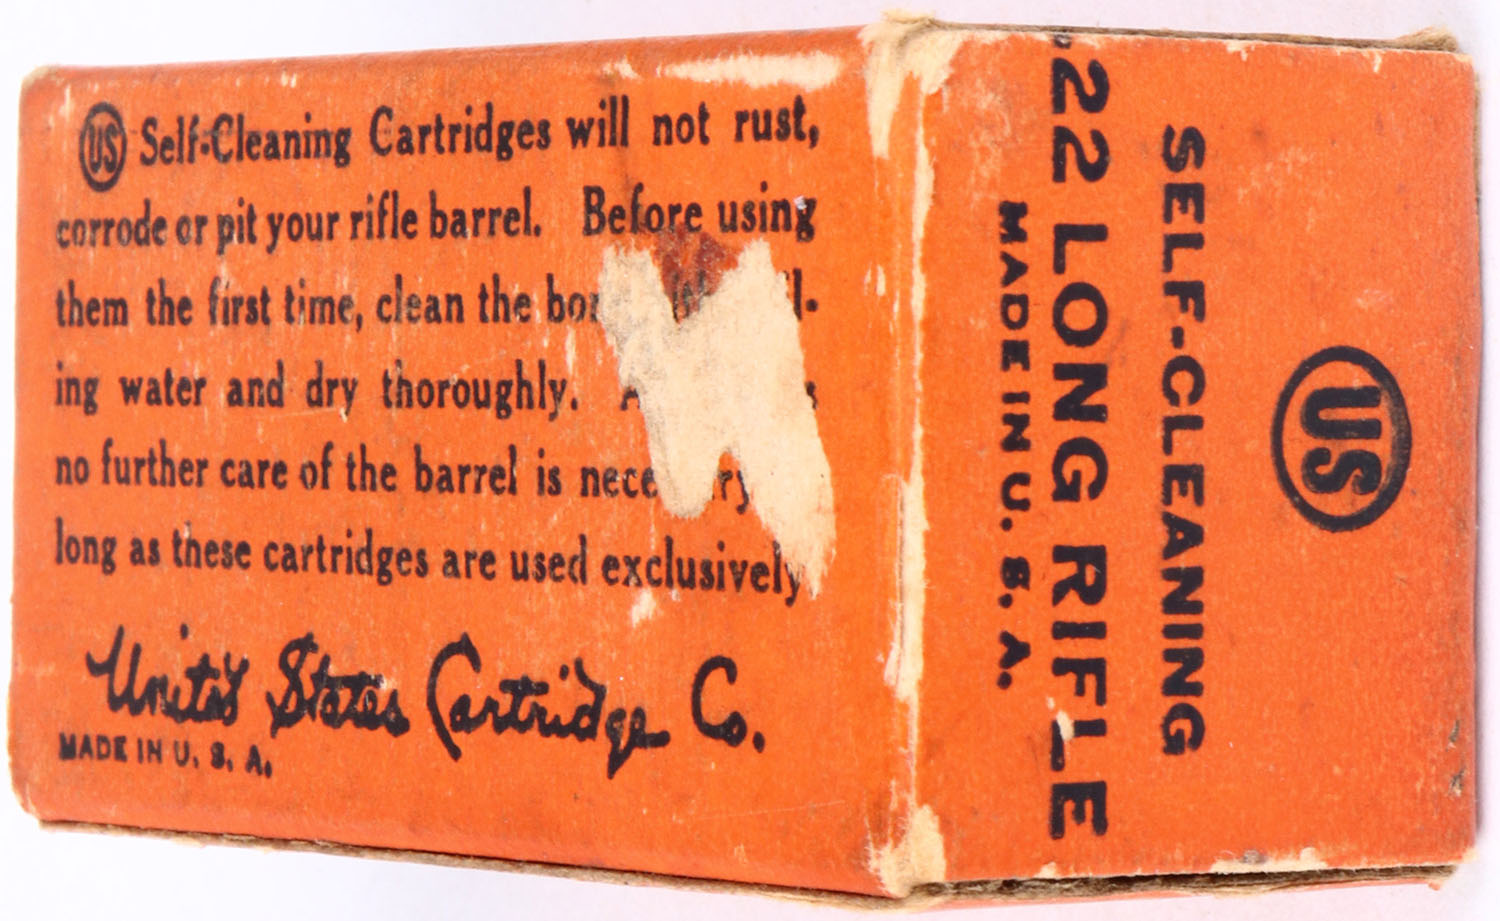 US Self-Cleaning Cartridges will not rust,
corrode or pit your rifle barrel. Before using
them the first time, clean the
ing water and dry thoroughly.
no further care of the barrel is
long as these cartridges are used exclusively
United States Cartridge Co.
MADE IN U. S. A.
US
SELF-CLEANING
.22 LONG RIFLE
MADE IN U. S. A.